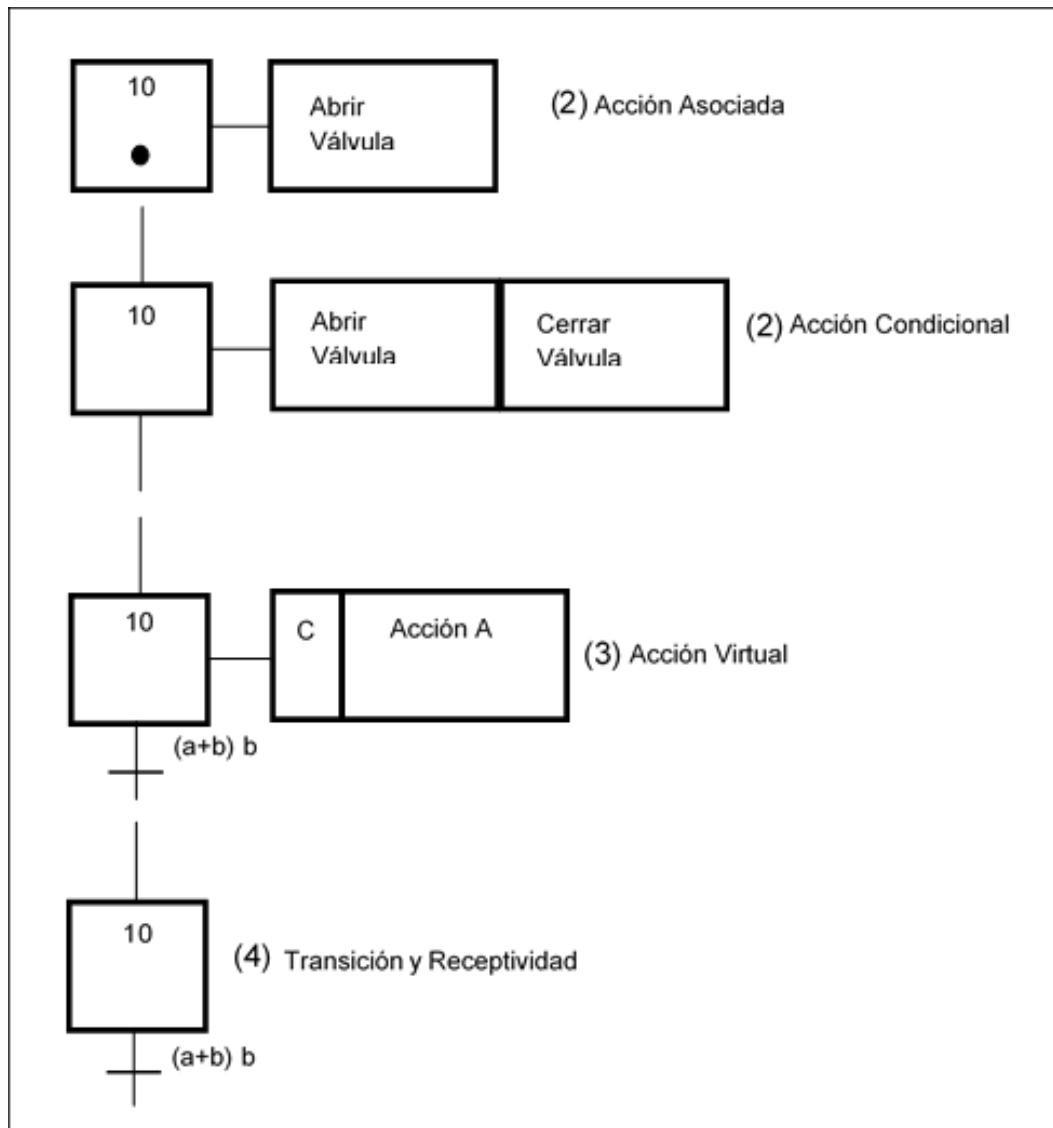 10
Abrir
Válvula
(2) Acción Asociada
10
Abrir
Válvula
Cerrar
Válvula
(2) Acción Condicional
10
C
Acción A
(3) Acción Virtual
(a+b) b
10
(4) Transición y Receptividad
(a+b) b